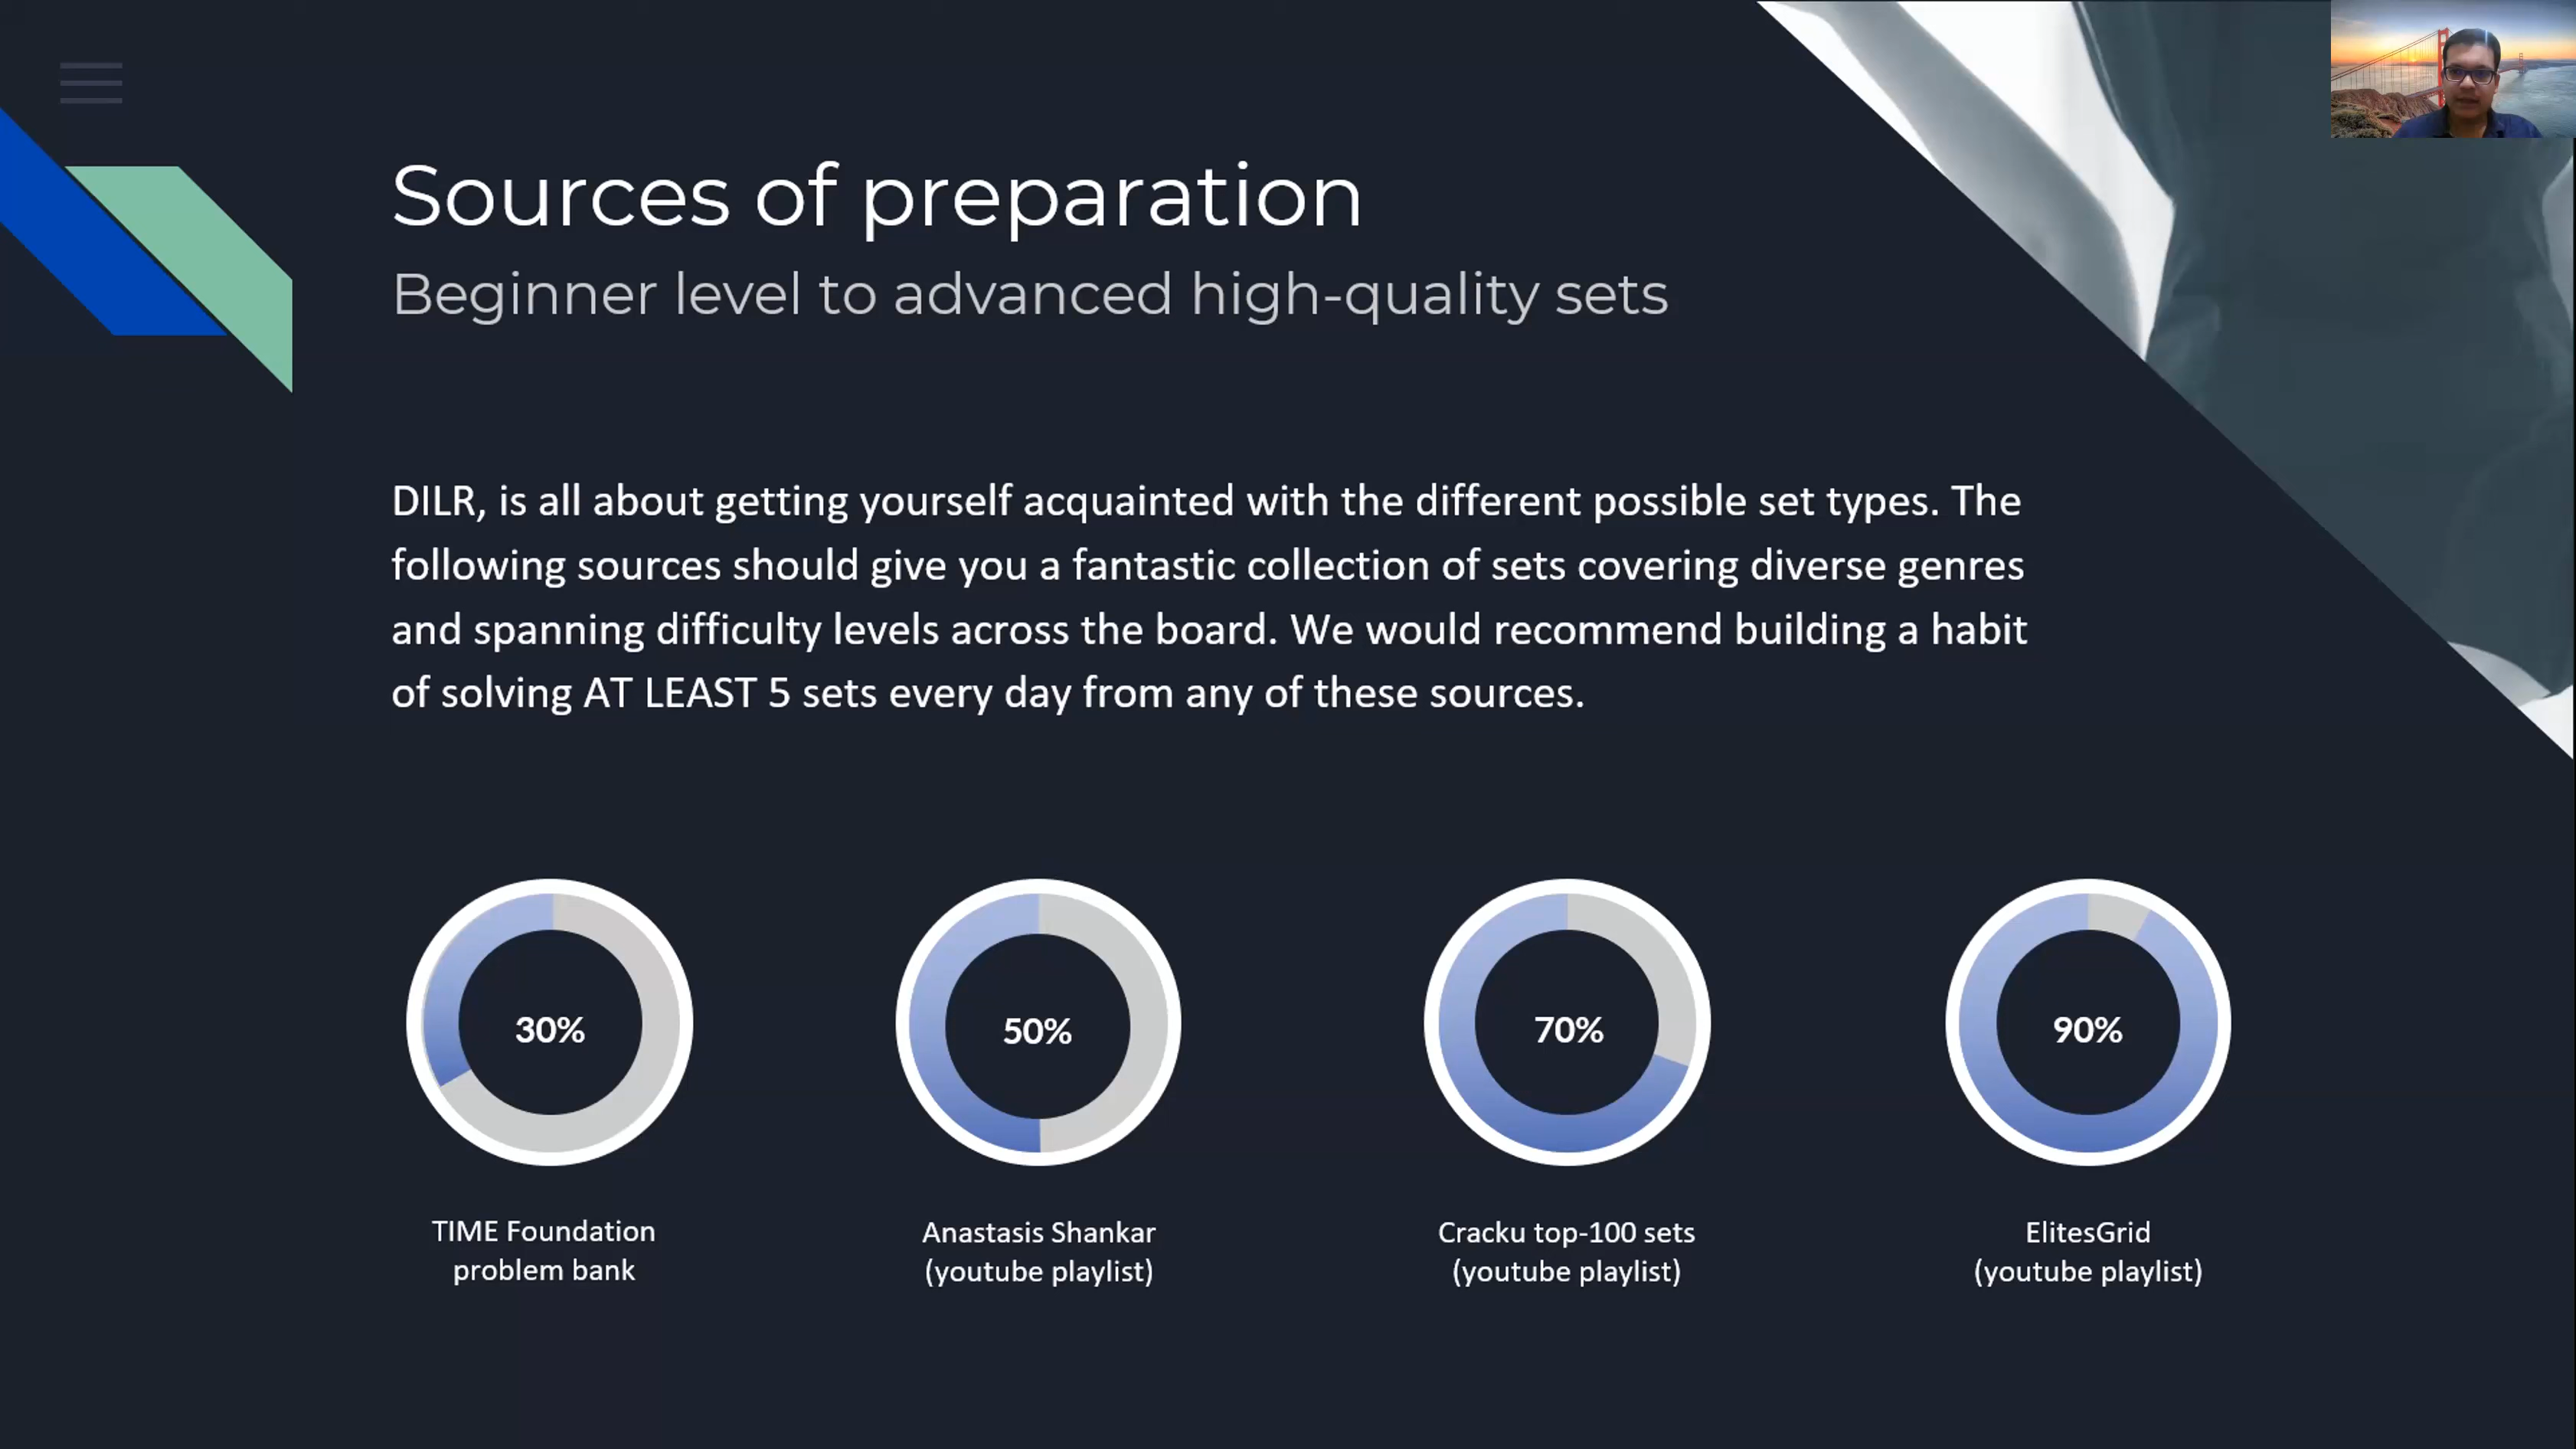 Sources of preparation
Beginner level to advanced high-quality sets
DILR, is all about getting yourself acquainted with the different possible set types. The
following sources should give you a fantastic collection of sets covering diverse genres
and spanning difficulty levels across the board. We would recommend building a habit
of solving AT LEAST 5 sets every day from any of these sources.
30%
50%
70%
90%
TIME Foundation
problem bank
Anastasis Shankar
(youtube playlist)
Cracku top-100 sets
(youtube playlist)
ElitesGrid
(youtube playlist)